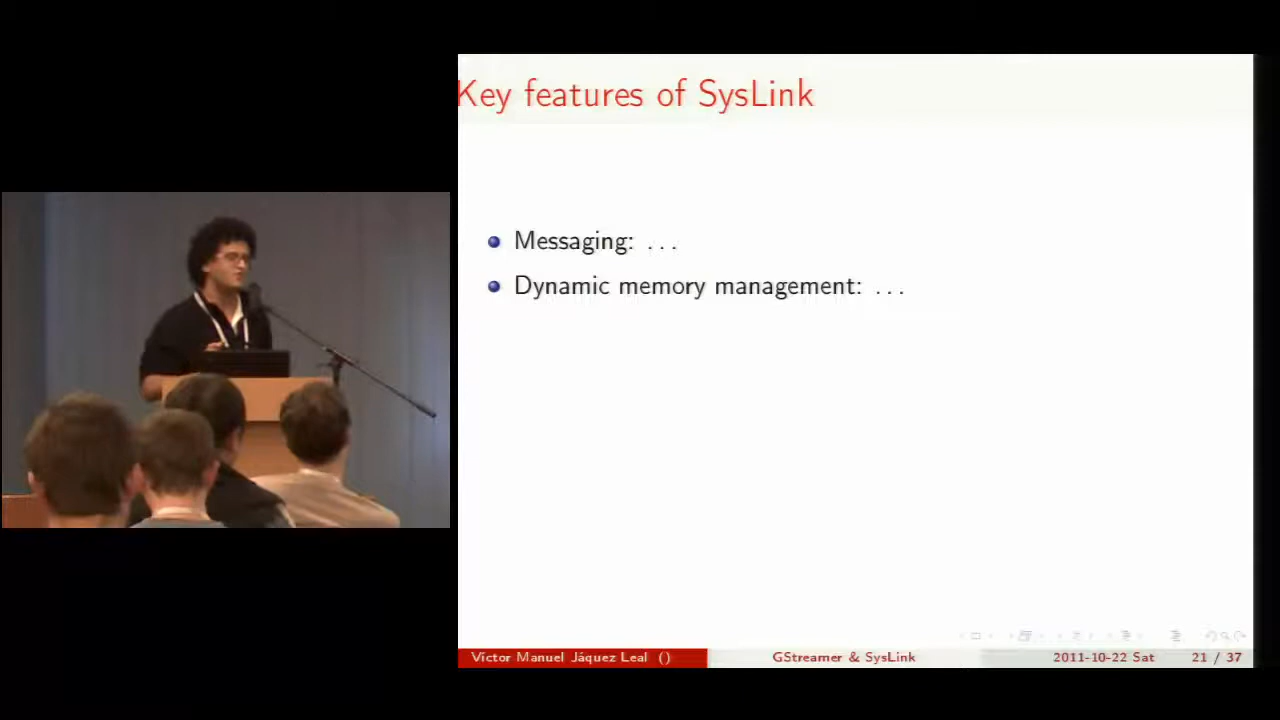 Key features of SysLink
Messaging: . . .
Dynamic memory management: . . .
Víctor Manuel Jáquez Leal ()
GStreamer & SysLink
2011-10-22 Sat
21 / 37